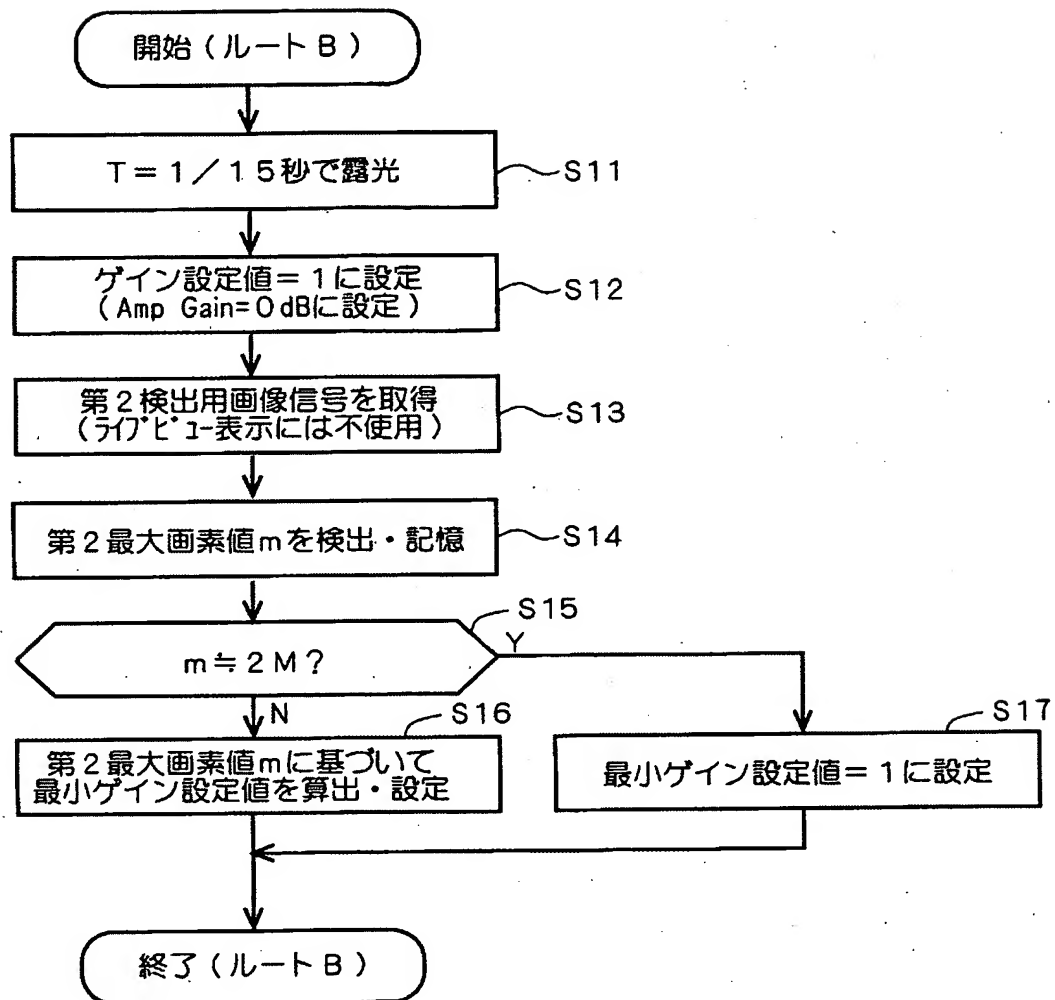 開始（ルートB）
T＝1／15秒で露光
S11
ゲイン設定値＝1に設定
（Amp Gain=0dBに設定）
S12
第2検出用画像信号を取得
（ﾗｲﾌﾞﾋﾞｭｰ表示には不使用）
S13
第2最大画素値mを検出・記憶
S14
S15
m≒2M？
Y
N
S16
第2最大画素値mに基づいて
最小ゲイン設定値を算出・設定
S17
最小ゲイン設定値＝1に設定
終了（ルートB）